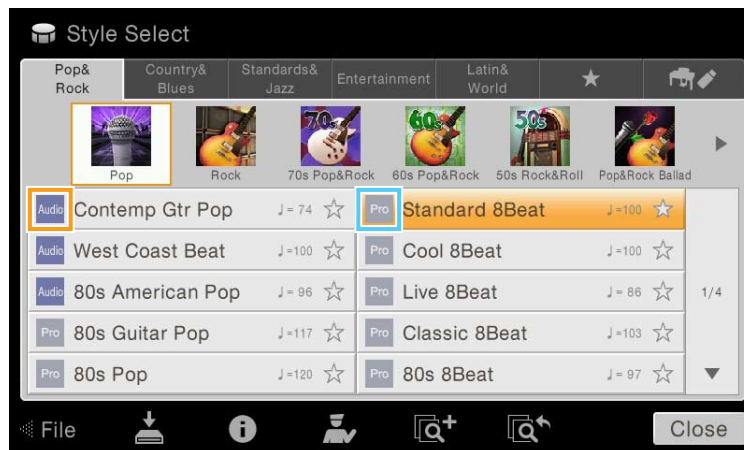 Style Select
Pop& Rock
Country& Blues
Standards& Jazz
Entertainment
Latin& World
70s
60s
50s
Pop
Rock
70s Pop&Rock
60s Pop&Rock
50s Rock&Roll
Pop&Rock Ballad
Audio Contemp Gtr Pop ♩= 74 ☆ Pro Standard 8Beat ♩=100 ☆
Audio West Coast Beat ♩=100 ☆ Pro Cool 8Beat ♩=100 ☆
Audio 80s American Pop ♩= 96 ☆ Pro Live 8Beat ♩= 86 ☆ 1/4
Pro 80s Guitar Pop ♩=117 ☆ Pro Classic 8Beat ♩=103 ☆
Pro 80s Pop ♩=120 ☆ Pro 80s 8Beat ♩= 97 ☆
File Close